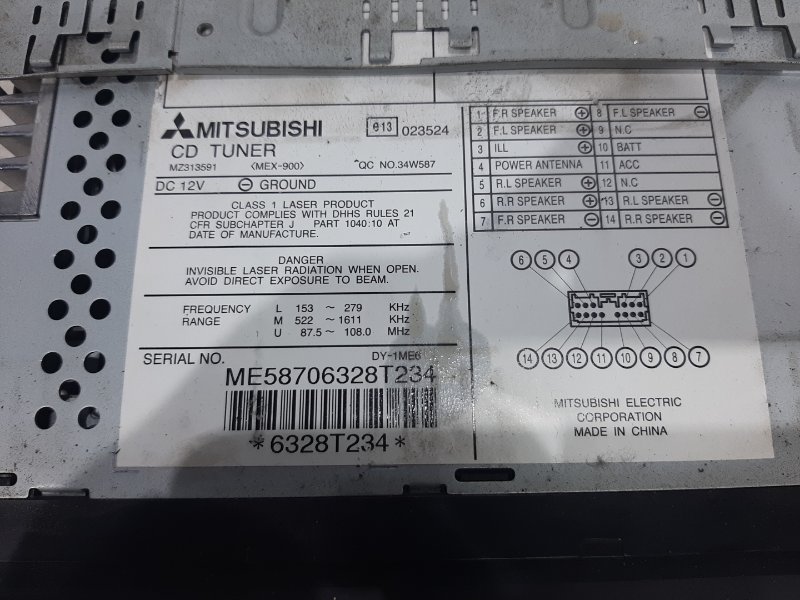 MITSUBISHI e13 023524
CD TUNER
MZ313591 〈MEX-900〉 QC NO.34W587
DC 12V ⊖ GROUND
CLASS 1 LASER PRODUCT
PRODUCT COMPLIES WITH DHHS RULES 21
CFR SUBCHAPTER J PART 1040:10 AT
DATE OF MANUFACTURE.
DANGER
INVISIBLE LASER RADIATION WHEN OPEN.
AVOID DIRECT EXPOSURE TO BEAM.
FREQUENCY L 153 ~ 279 KHz
RANGE M 522 ~ 1611 KHz
U 87.5 ~ 108.0 MHz
SERIAL NO. DY-1ME6
ME58706328T234
*6328T234*
1 F.R SPEAKER ⊕ 8 F.L SPEAKER ⊖
2 F.L SPEAKER ⊕ 9 N.C
3 ILL ⊕ 10 BATT
4 POWER ANTENNA 11 ACC
5 R.L SPEAKER ⊕ 12 N.C
6 R.R SPEAKER ⊕ 13 R.L SPEAKER ⊖
7 F.R SPEAKER ⊖ 14 R.R SPEAKER ⊖
6 5 4 3 2 1
14 13 12 11 10 9 8 7
MITSUBISHI ELECTRIC
CORPORATION
MADE IN CHINA